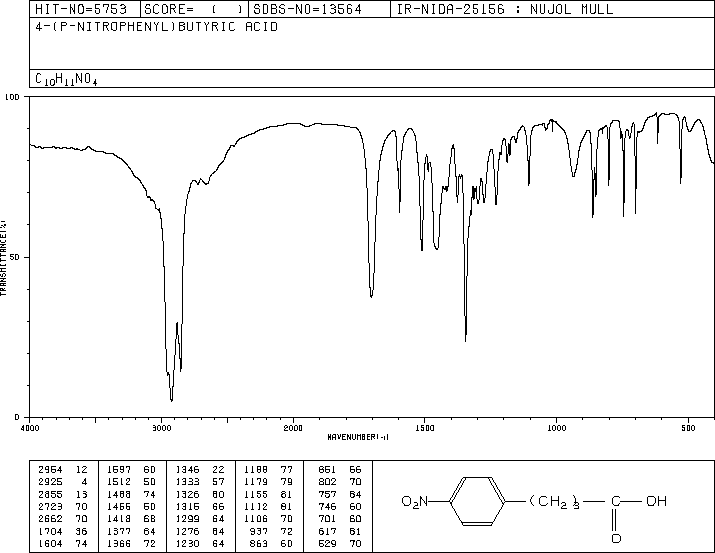 HIT-NO=5753 SCORE= ( ) SDBS-NO=13564 IR-NIDA-25156 : NUJOL MULL
4-(P-NITROPHENYL)BUTYRIC ACID
C10H11NO4
100
50
0
TRANSMITTANCE(%)
4000 3000 2000 1500 1000 500
WAVENUMBER(-1)
2954 12 1597 60 1346 22 1188 77 851 66
2925 4 1512 50 1333 57 1179 79 802 70
2855 13 1488 74 1326 60 1155 81 757 84
2723 70 1455 50 1315 66 1112 81 746 60
2662 70 1418 68 1299 64 1106 70 701 60
1704 36 1377 64 1276 64 937 72 617 81
1604 74 1366 72 1230 64 863 60 529 70
O2N (CH2)3 C OH
O